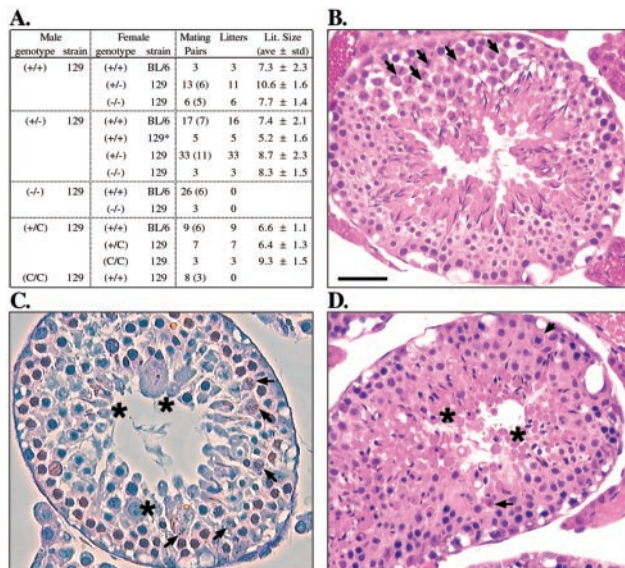 A.
Male Female Mating Litters Lit. Size
genotype strain genotype strain Pairs (ave ± std)
(+/+) 129 (+/+) BL/6 3 3 7.3 ± 2.3
(+/-) 129 13 (6) 11 10.6 ± 1.6
(-/-) 129 6 (5) 6 7.7 ± 1.4
(+/-) 129 (+/+) BL/6 17 (7) 16 7.4 ± 2.1
(+/+) 129* 5 5 5.2 ± 1.6
(+/-) 129 33 (11) 33 8.7 ± 2.3
(-/-) 129 3 3 8.3 ± 1.5
(-/-) 129 (+/+) BL/6 26 (6) 0
(-/-) 129 3 0
(+/C) 129 (+/+) BL/6 9 (6) 9 6.6 ± 1.1
(+/C) 129 7 7 6.4 ± 1.3
(C/C) 129 3 3 9.3 ± 1.5
(C/C) 129 (+/+) 129 8 (3) 0
B.
C.
* *
*
D.
* *